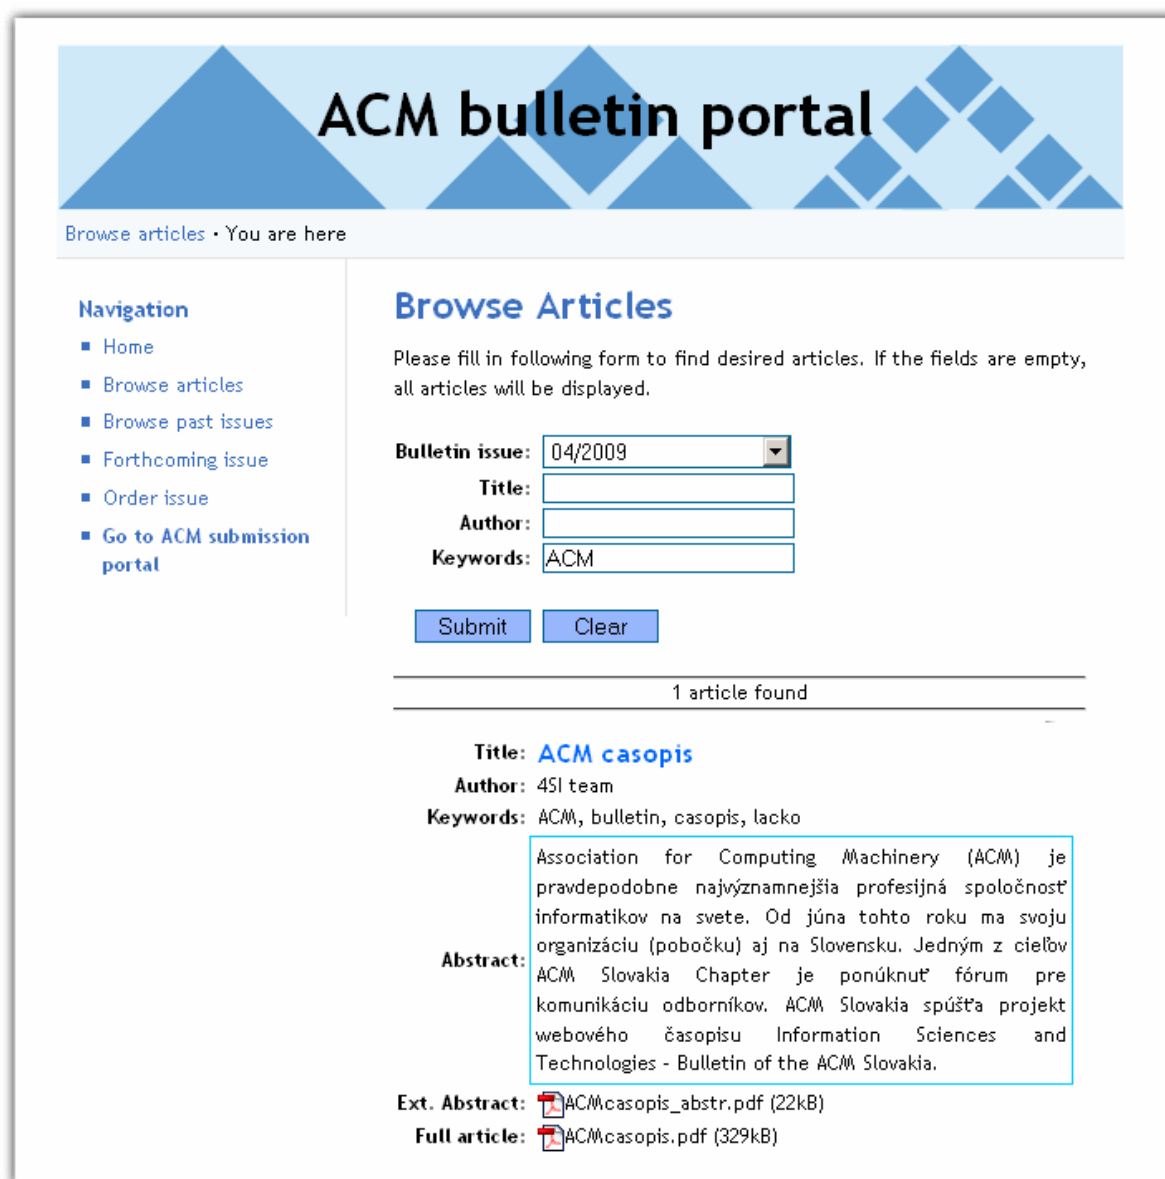 ACM bulletin portal
Browse articles • You are here
Navigation
Home
Browse articles
Browse past issues
Forthcoming issue
Order issue
Go to ACM submission
portal
Browse Articles
Please fill in following form to find desired articles. If the fields are empty,
all articles will be displayed.
Bulletin issue: 04/2009
Title:
Author:
Keywords: ACM
Submit Clear
1 article found
Title: ACM casopis
Author: 4SI team
Keywords: ACM, bulletin, casopis, lacko
Abstract:
Association for Computing Machinery (ACM) je
pravdepodobne najvýznamnejšia profesijná spoločnosť
informatikov na svete. Od júna tohto roku ma svoju
organizáciu (pobočku) aj na Slovensku. Jedným z cieľov
ACM Slovakia Chapter je ponúknuť fórum pre
komunikáciu odborníkov. ACM Slovakia spúšťa projekt
webového časopisu Information Sciences and
Technologies - Bulletin of the ACM Slovakia.
Ext. Abstract: ACMcasopis_abstr.pdf (22kB)
Full article: ACMcasopis.pdf (329kB)